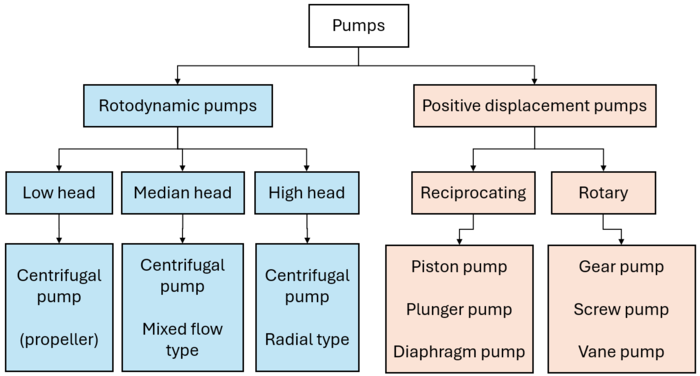 Pumps
Rotodynamic pumps
Positive displacement pumps
Low head
Median head
High head
Reciprocating
Rotary
Centrifugal
pump
(propeller)
Centrifugal
pump
Mixed flow
type
Centrifugal
pump
Radial type
Piston pump
Plunger pump
Diaphragm pump
Gear pump
Screw pump
Vane pump